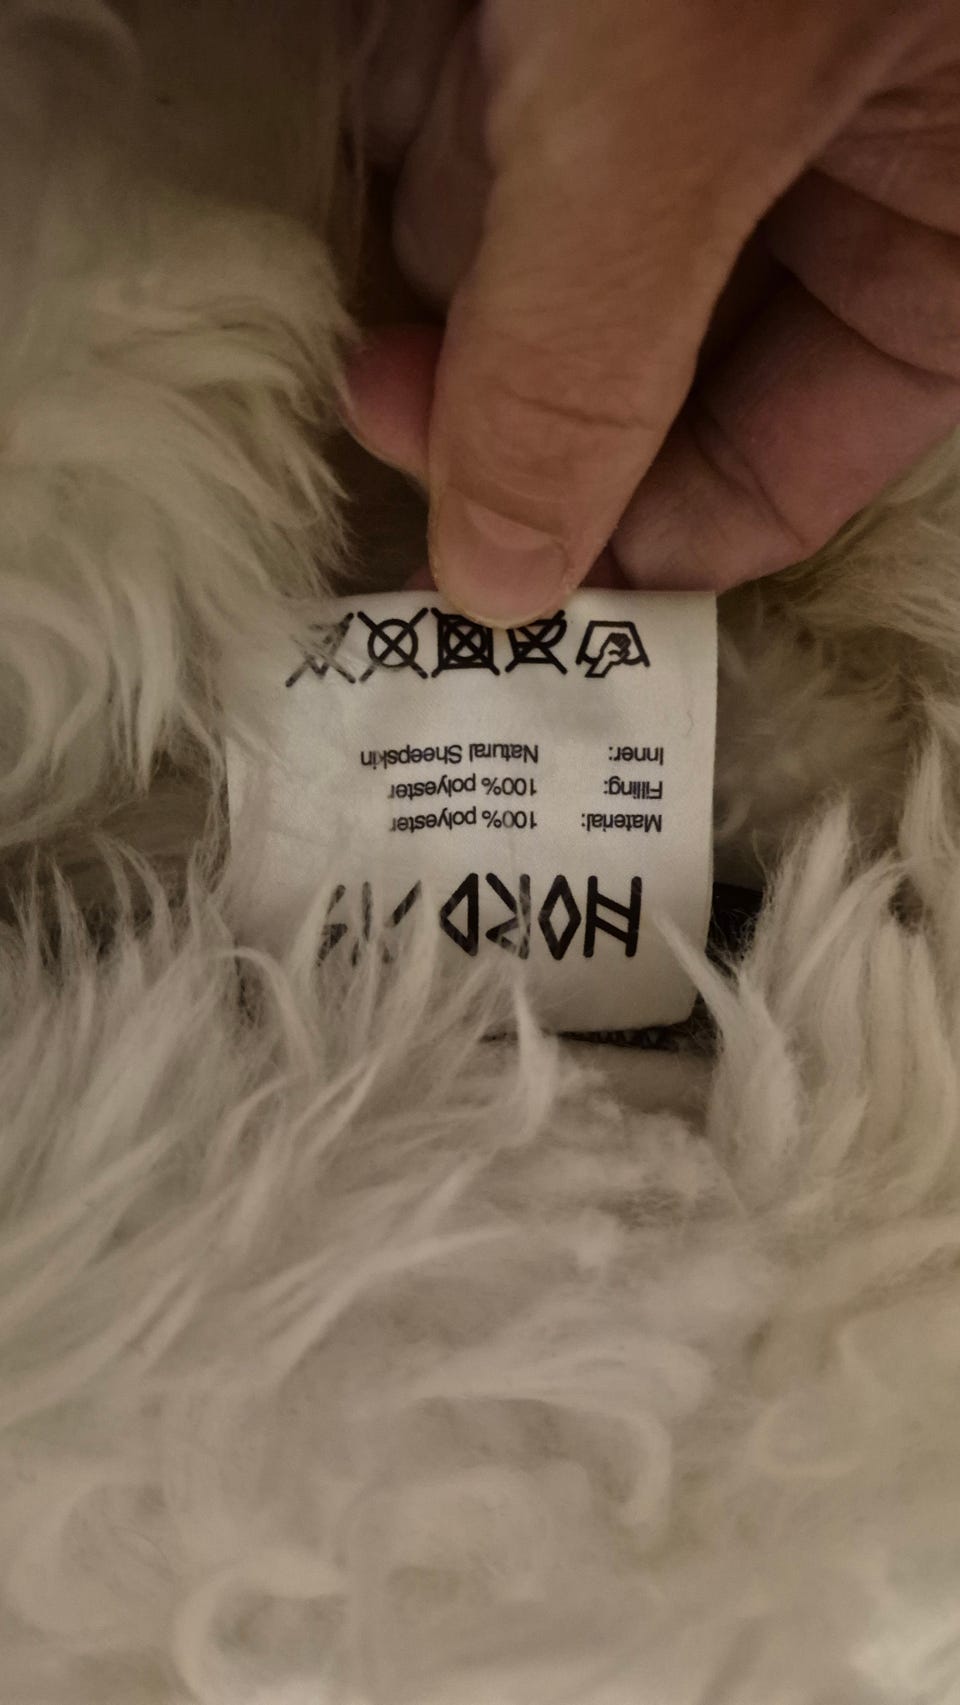 Material: 100% polyester
Filling: 100% polyester
Inner: Natural Sheepskin